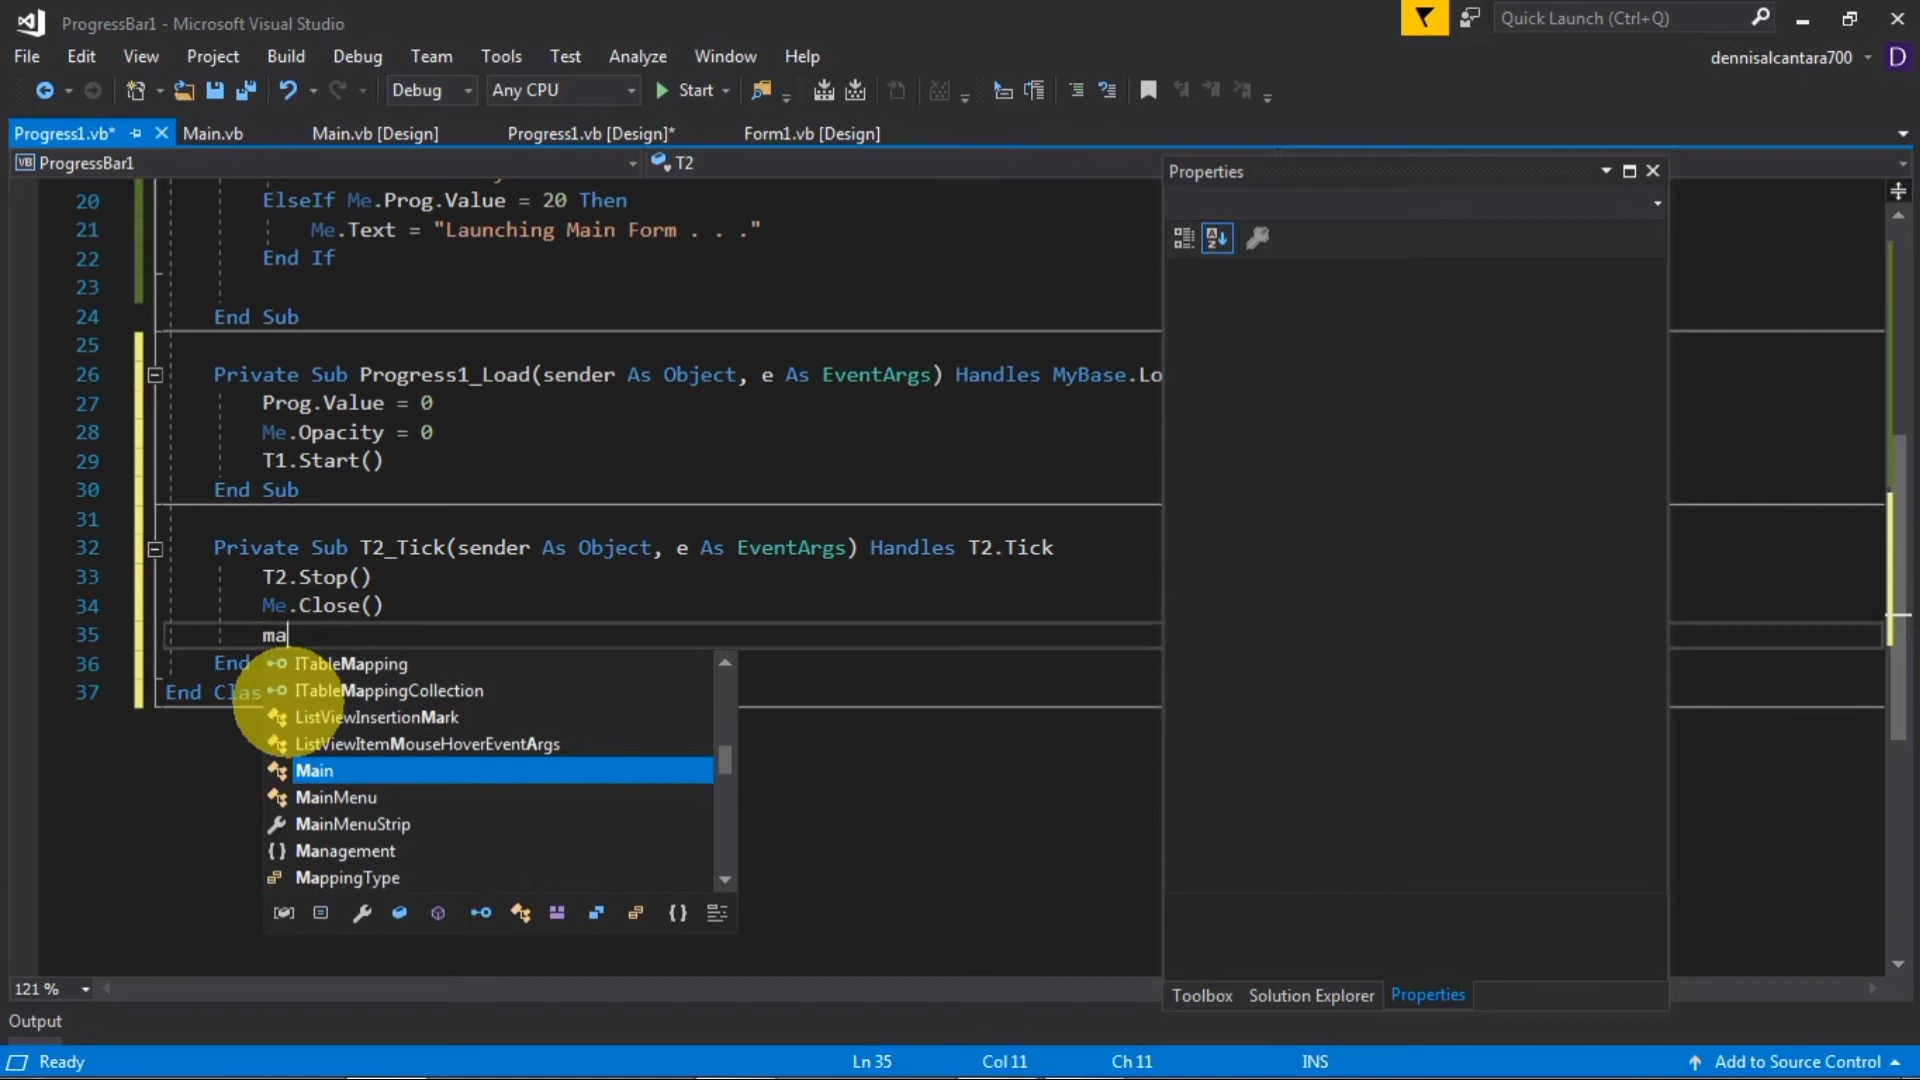 ProgressBar1 - Microsoft Visual Studio
Quick Launch (Ctrl+Q)
File Edit View Project Build Debug Team Tools Test Analyze Window Help
dennisalcantara700 D
Debug Any CPU Start
Progress1.vb* Main.vb Main.vb [Design] Progress1.vb [Design]* Form1.vb [Design]
VB ProgressBar1 T2
Properties
20 ElseIf Me.Prog.Value = 20 Then
21 Me.Text = "Launching Main Form . . ."
22 End If
23
24 End Sub
25
26 Private Sub Progress1_Load(sender As Object, e As EventArgs) Handles MyBase.Lo
27 Prog.Value = 0
28 Me.Opacity = 0
29 T1.Start()
30 End Sub
31
32 Private Sub T2_Tick(sender As Object, e As EventArgs) Handles T2.Tick
33 T2.Stop()
34 Me.Close()
35 ma
36 End
37 End Clas
ITableMapping
ITableMappingCollection
ListViewInsertionMark
ListViewItemMouseHoverEventArgs
Main
MainMenu
MainMenuStrip
Management
MappingType
121 %
Toolbox Solution Explorer Properties
Output
Ready Ln 35 Col 11 Ch 11 INS Add to Source Control